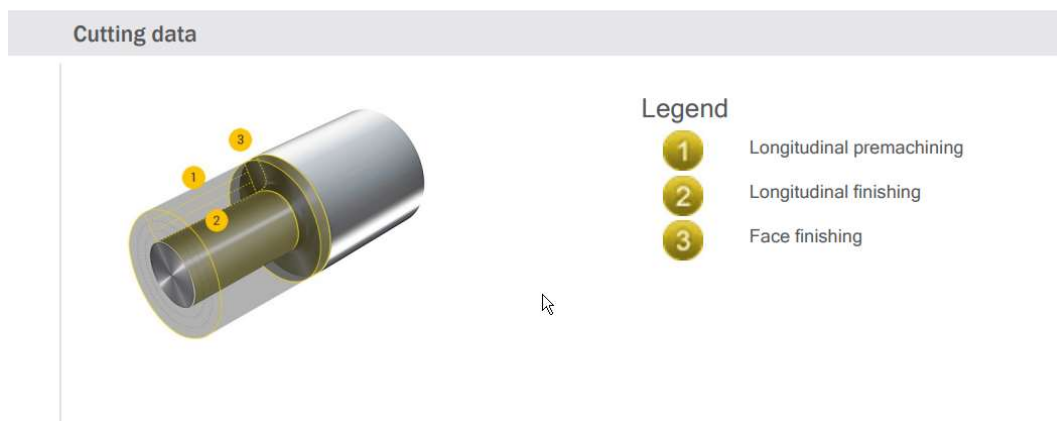 Cutting data
3
1
2
Legend
1 Longitudinal premachining
2 Longitudinal finishing
3 Face finishing